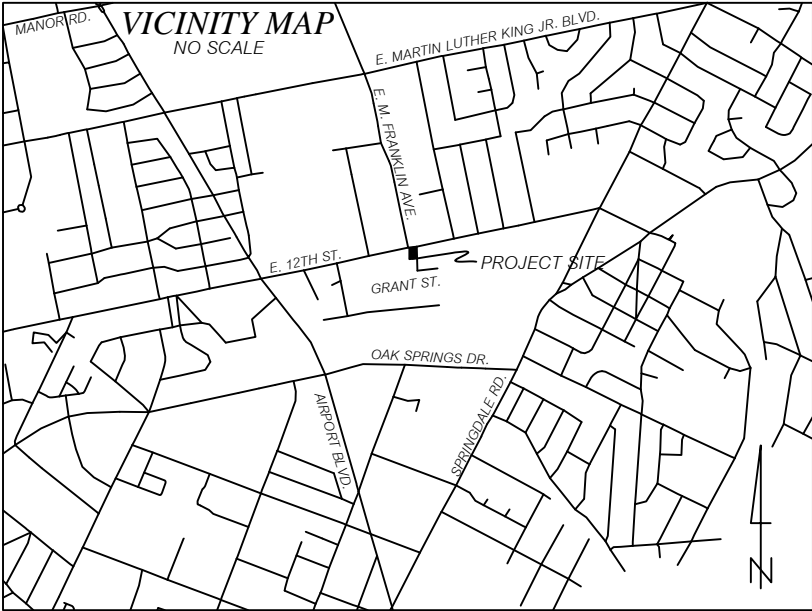 MANOR RD.
VICINITY MAP
NO SCALE
E. MARTIN LUTHER KING JR. BLVD.
E. M. FRANKLIN AVE.
E. 12TH ST.
PROJECT SITE
GRANT ST.
OAK SPRINGS DR.
AIRPORT BLVD.
SPRINGDALE RD.
N